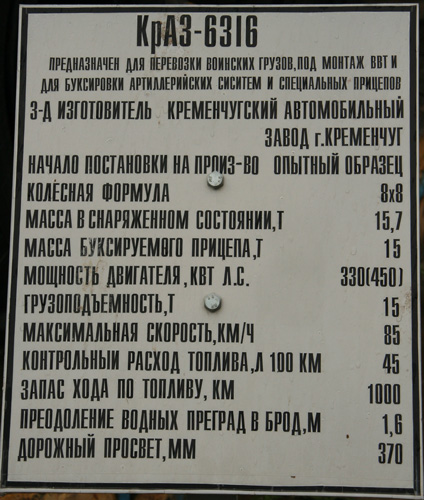 КрАЗ-6316
ПРЕДНАЗНАЧЕН ДЛЯ ПЕРЕВОЗКИ ВОИНСКИХ ГРУЗОВ,ПОД МОНТАЖ ВВТ И
ДЛЯ БУКСИРОВКИ АРТИЛЛЕРИЙСКИХ СИСИТЕМ И СПЕЦИАЛЬНЫХ ПРИЦЕПОВ
З-Д ИЗГОТОВИТЕЛЬ КРЕМЕНЧУГСКИЙ АВТОМОБИЛЬНЫЙ
ЗАВОД г.КРЕМЕНЧУГ
НАЧАЛО ПОСТАНОВКИ НА ПРОИЗ-ВО ОПЫТНЫЙ ОБРАЗЕЦ
КОЛЕСНАЯ ФОРМУЛА 8x8
МАССА В СНАРЯЖЕННОМ СОСТОЯНИИ,Т 15,7
МАССА БУКСИРУЕМОГО ПРИЦЕПА,Т 15
МОЩНОСТЬ ДВИГАТЕЛЯ,КВТ Л.С. 330(450)
ГРУЗОПОДЪЕМНОСТЬ,Т 15
МАКСИМАЛЬНАЯ СКОРОСТЬ,КМ/Ч 85
КОНТРОЛЬНЫЙ РАСХОД ТОПЛИВА,Л 100 КМ 45
ЗАПАС ХОДА ПО ТОПЛИВУ, КМ 1000
ПРЕОДОЛЕНИЕ ВОДНЫХ ПРЕГРАД В БРОД,М 1,6
ДОРОЖНЫЙ ПРОСВЕТ,ММ 370